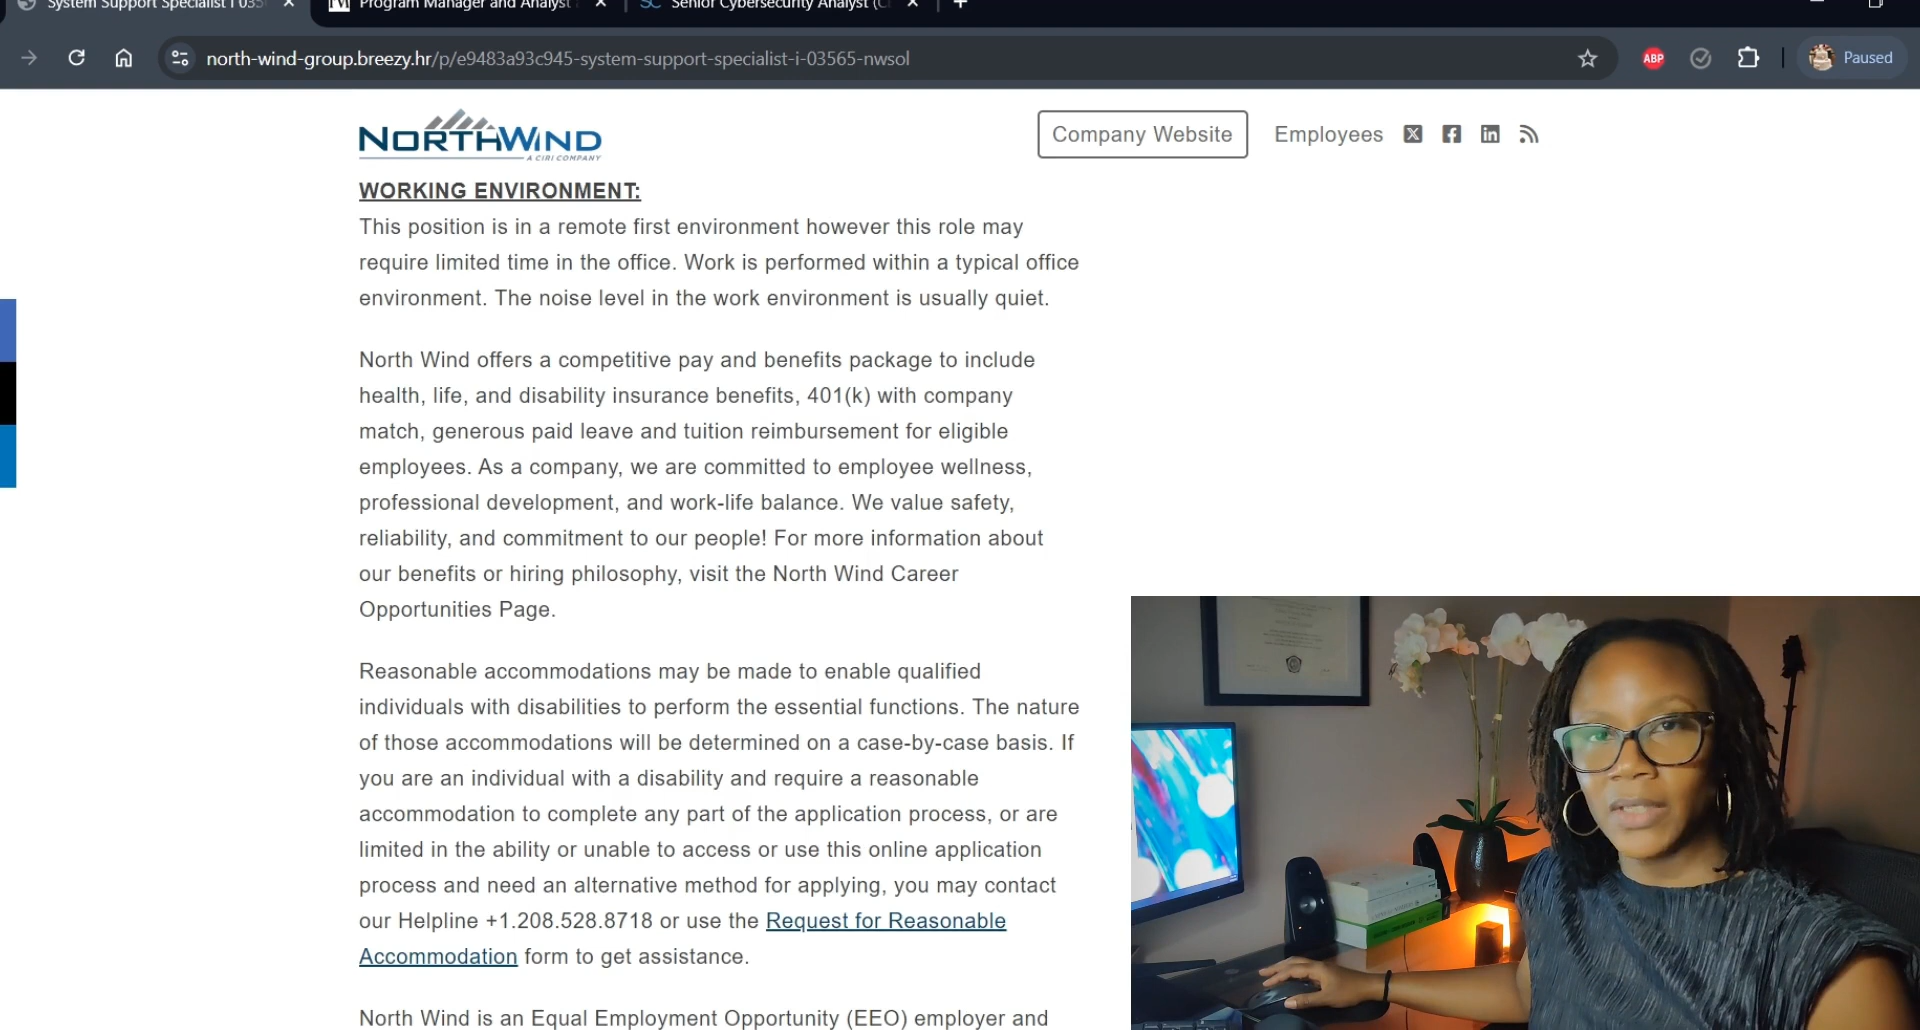 System Support Specialist I 035
Program Manager and Analyst
Senior Cybersecurity Analyst (C
north-wind-group.breezy.hr/p/e9483a93c945-system-support-specialist-i-03565-nwsol
ABP
Paused
NORTHWIND
A CIRI COMPANY
Company Website
Employees
WORKING ENVIRONMENT:
This position is in a remote first environment however this role may
require limited time in the office. Work is performed within a typical office
environment. The noise level in the work environment is usually quiet.
North Wind offers a competitive pay and benefits package to include
health, life, and disability insurance benefits, 401(k) with company
match, generous paid leave and tuition reimbursement for eligible
employees. As a company, we are committed to employee wellness,
professional development, and work-life balance. We value safety,
reliability, and commitment to our people! For more information about
our benefits or hiring philosophy, visit the North Wind Career
Opportunities Page.
Reasonable accommodations may be made to enable qualified
individuals with disabilities to perform the essential functions. The nature
of those accommodations will be determined on a case-by-case basis. If
you are an individual with a disability and require a reasonable
accommodation to complete any part of the application process, or are
limited in the ability or unable to access or use this online application
process and need an alternative method for applying, you may contact
our Helpline +1.208.528.8718 or use the Request for Reasonable
Accommodation form to get assistance.
North Wind is an Equal Employment Opportunity (EEO) employer and